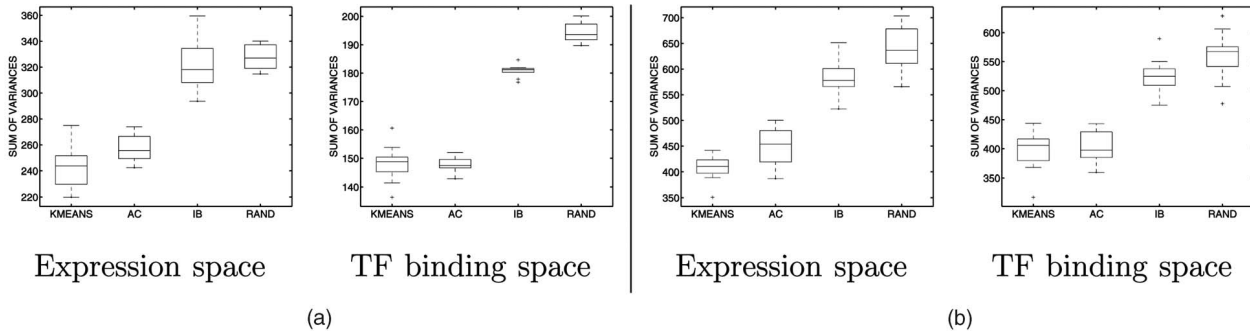 SUM OF VARIANCES
360
340
320
300
280
260
240
220
KMEANS AC IB RAND
Expression space
SUM OF VARIANCES
200
190
180
170
160
150
140
KMEANS AC IB RAND
TF binding space
(a)
SUM OF VARIANCES
700
650
600
550
500
450
400
350
KMEANS AC IB RAND
Expression space
SUM OF VARIANCES
600
550
500
450
400
350
KMEANS AC IB RAND
TF binding space
(b)